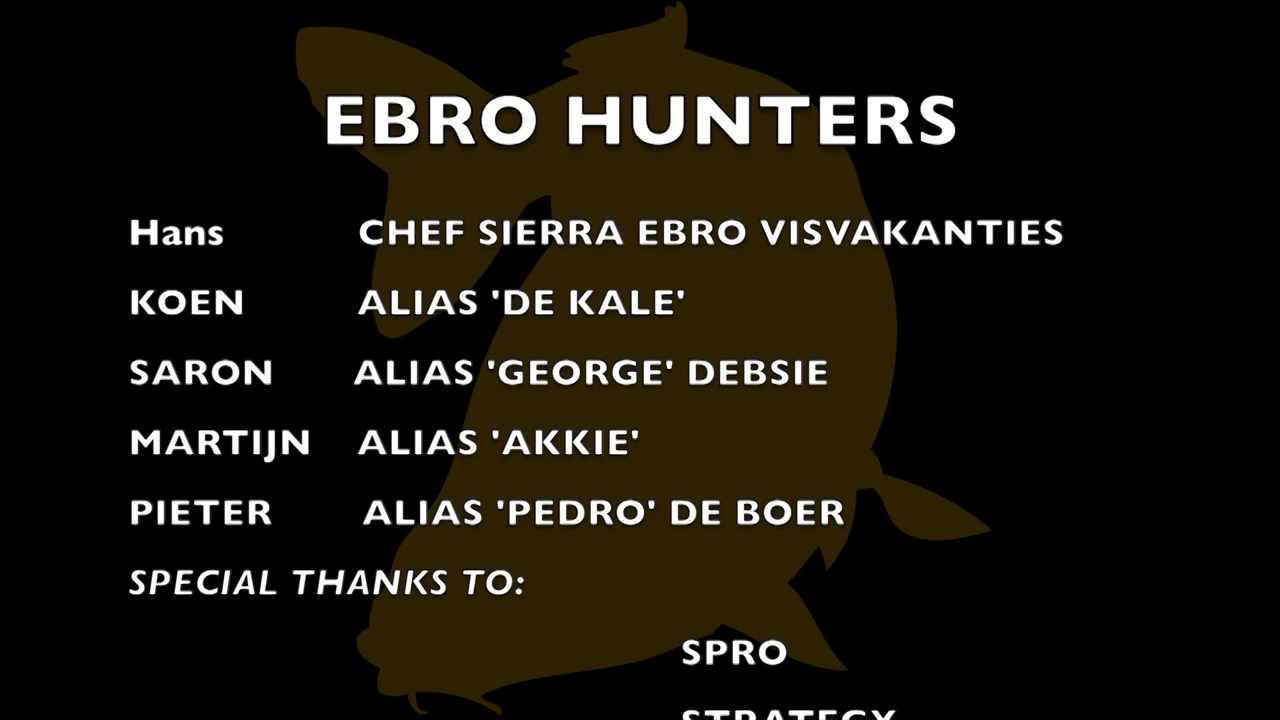 EBRO HUNTERS
Hans CHEF SIERRA EBRO VISVAKANTIES
KOEN ALIAS 'DE KALE'
SARON ALIAS 'GEORGE' DEBSIE
MARTIJN ALIAS 'AKKIE'
PIETER ALIAS 'PEDRO' DE BOER
SPECIAL THANKS TO:
SPRO
STRATEGY